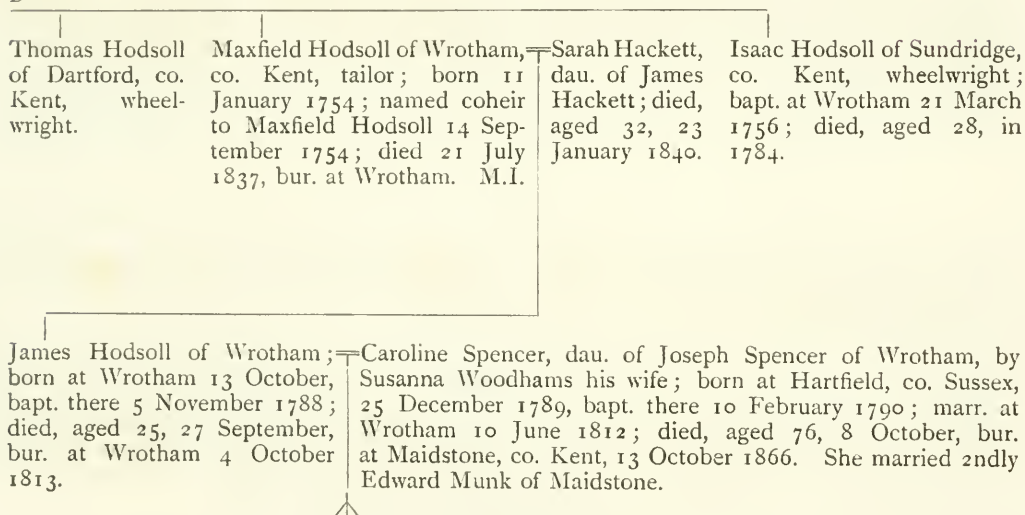 Thomas Hodsoll
of Dartford, co.
Kent, wheel-
wright.
Maxfield Hodsoll of Wrotham,
co. Kent, tailor; born 11
January 1754; named coheir
to Maxfield Hodsoll 14 Sep-
tember 1754; died 21 July
1837, bur. at Wrotham. M.I.
Sarah Hackett,
dau. of James
Hackett; died,
aged 32, 23
January 1840.
Isaac Hodsoll of Sundridge,
co. Kent, wheelwright;
bapt. at Wrotham 21 March
1756; died, aged 28, in
1784.
James Hodsoll of Wrotham;
born at Wrotham 13 October,
bapt. there 5 November 1788;
died, aged 25, 27 September,
bur. at Wrotham 4 October
1813.
Caroline Spencer, dau. of Joseph Spencer of Wrotham, by
Susanna Woodhams his wife; born at Hartfield, co. Sussex,
25 December 1789, bapt. there 10 February 1790; marr. at
Wrotham 10 June 1812; died, aged 76, 8 October, bur.
at Maidstone, co. Kent, 13 October 1866. She married 2ndly
Edward Munk of Maidstone.